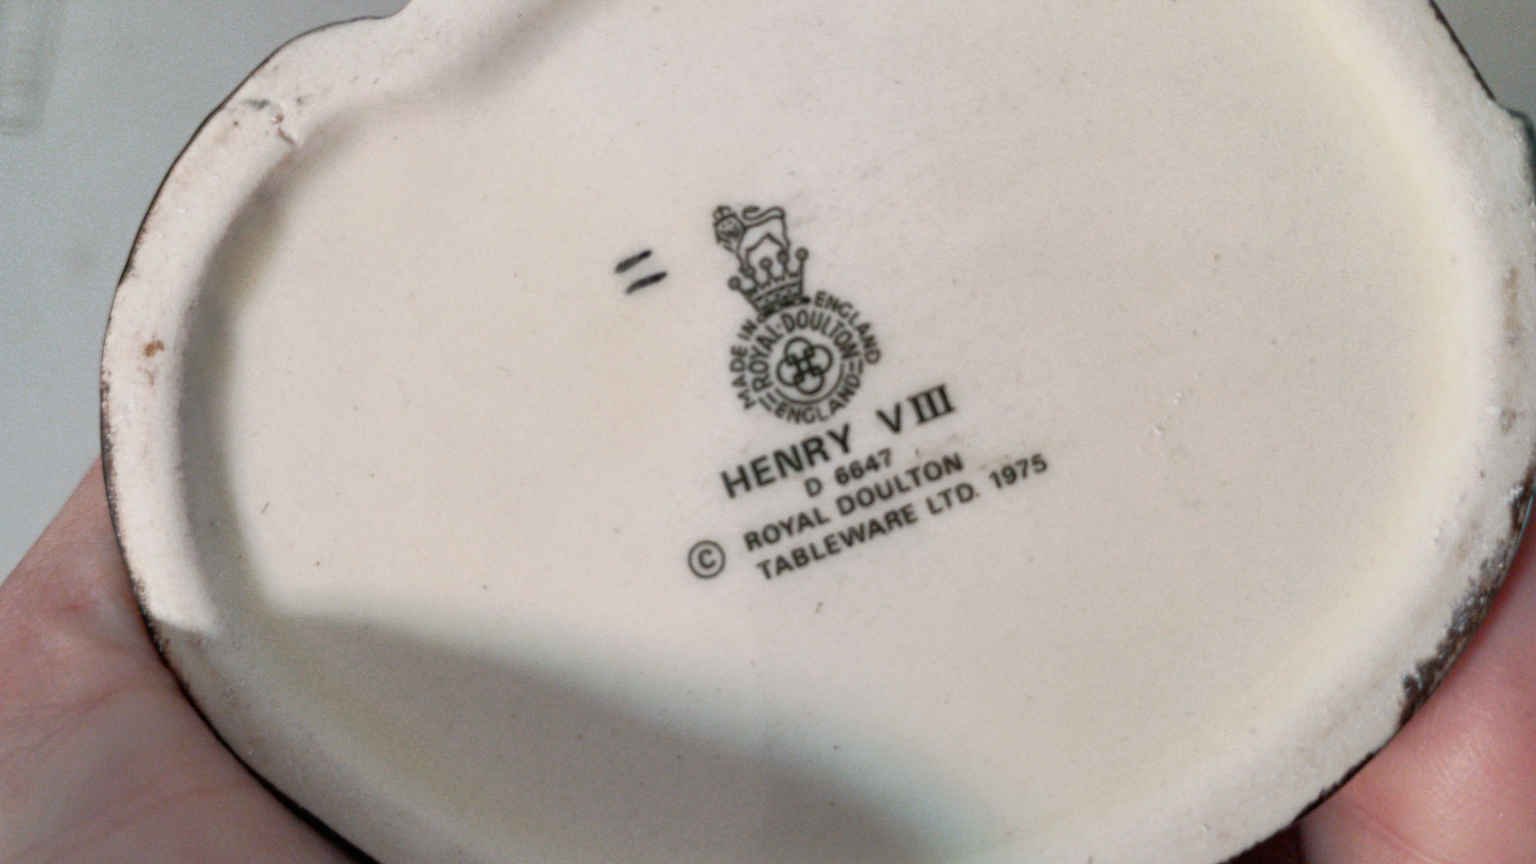 MADE IN ENGLAND
ROYAL·DOULTON
ENGLAND
HENRY VIII
D 6647
© ROYAL DOULTON
TABLEWARE LTD. 1975